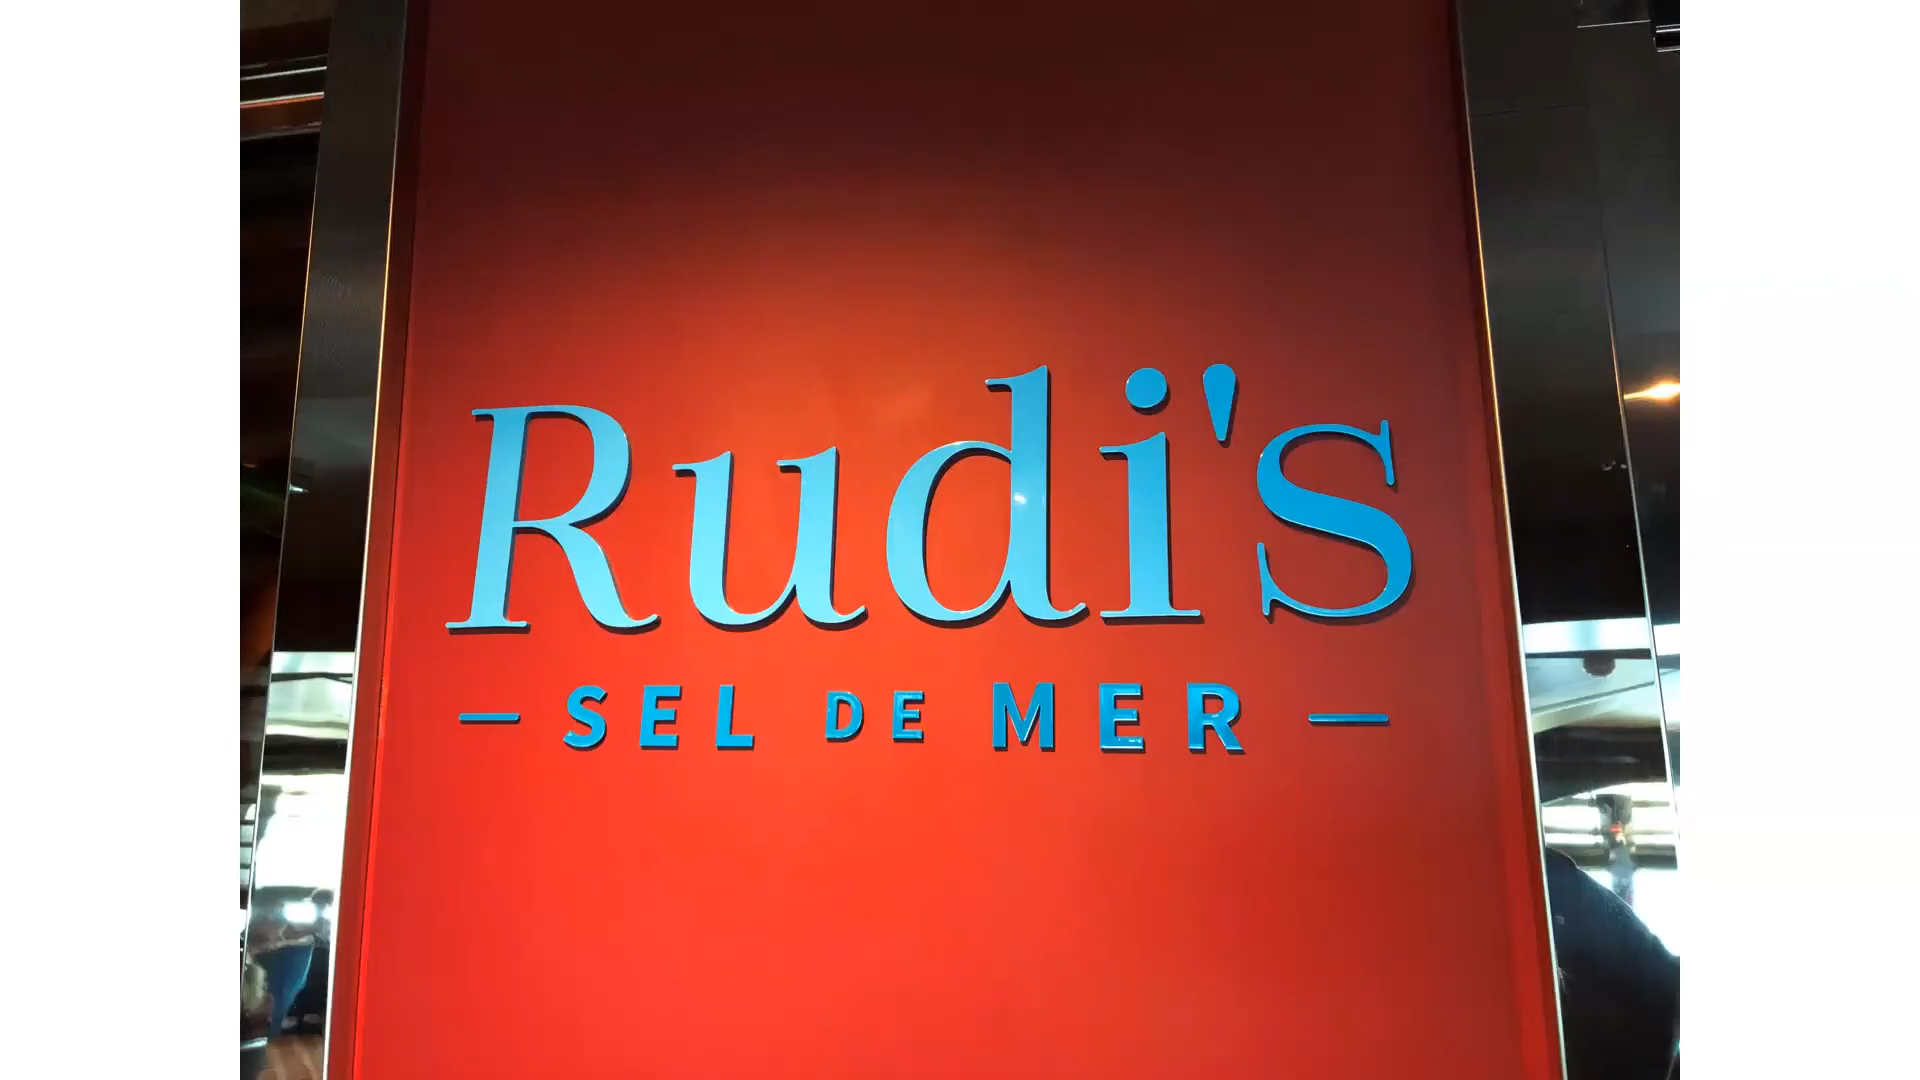 Rudi's
— SEL DE MER —